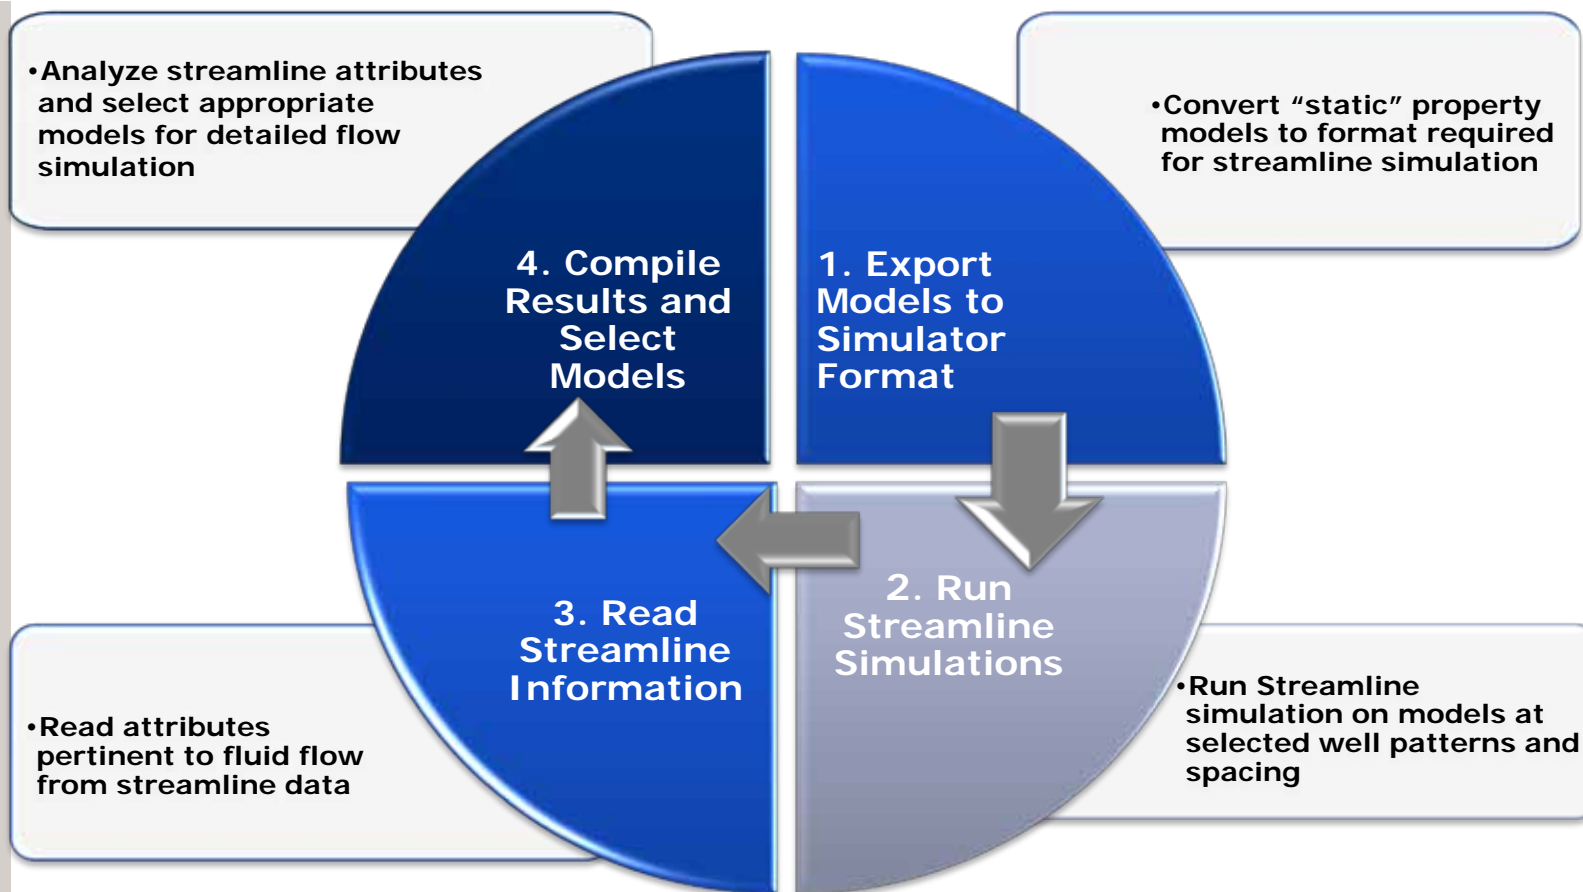 •Analyze streamline attributes
and select appropriate
models for detailed flow
simulation
•Convert “static” property
models to format required
for streamline simulation
4. Compile
Results and
Select
Models
1. Export
Models to
Simulator
Format
3. Read
Streamline
Information
2. Run
Streamline
Simulations
•Read attributes
pertinent to fluid flow
from streamline data
•Run Streamline
simulation on models at
selected well patterns and
spacing